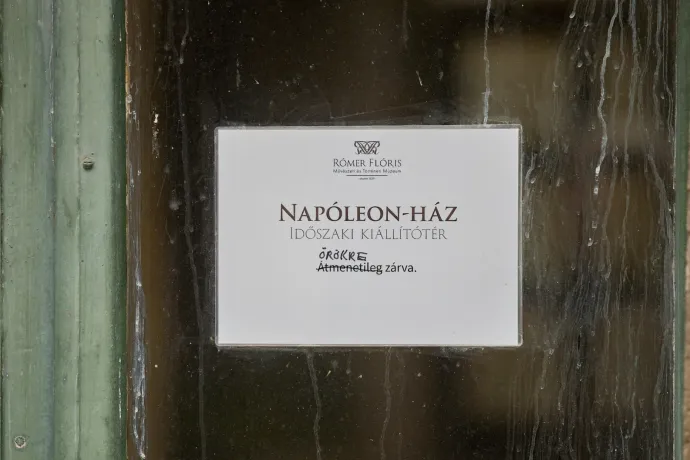 RÓMER FLÓRIS
Művészeti és Történeti Múzeum
NAPÓLEON-HÁZ
IDŐSZAKI KIÁLLÍTÓTÉR
ÖRÖKRE
Átmenetileg zárva.